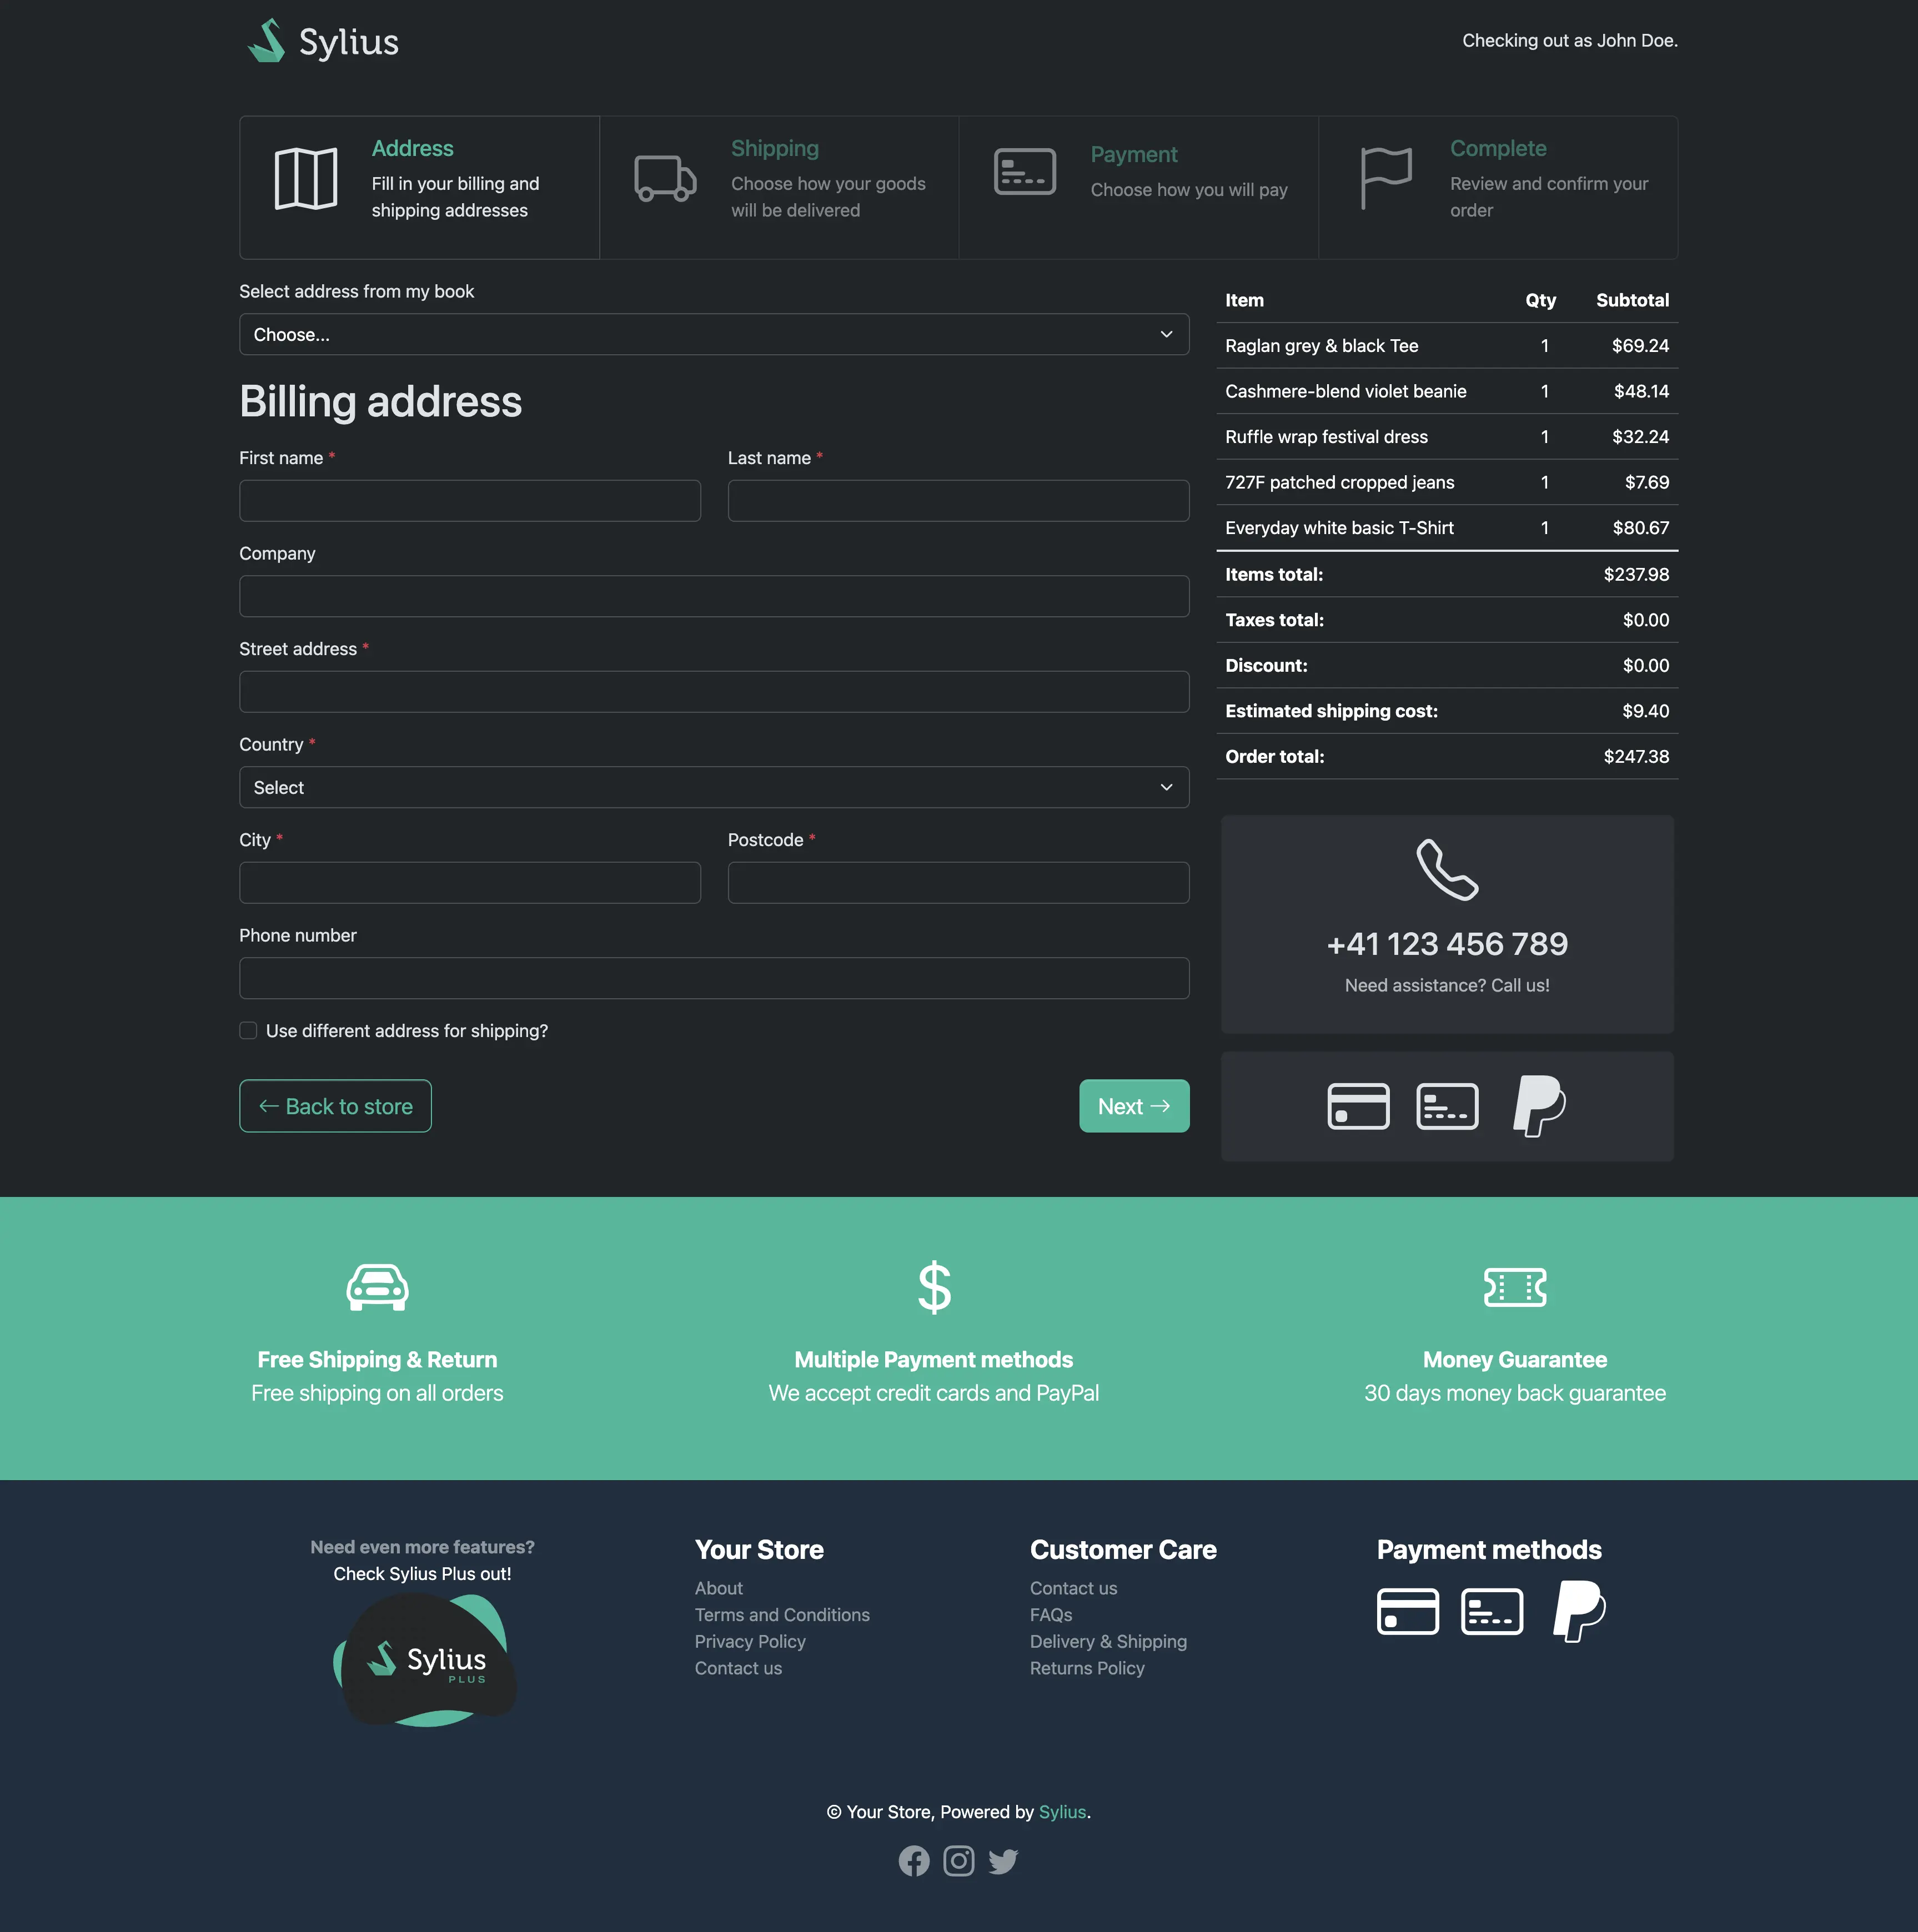 Sylius
Checking out as John Doe.
Address
Fill in your billing and
shipping addresses
Shipping
Choose how your goods
will be delivered
Payment
Choose how you will pay
Complete
Review and confirm your
order
Select address from my book
Choose...
Billing address
First name *
Last name *
Company
Street address *
Country *
Select
City *
Postcode *
Phone number
Use different address for shipping?
← Back to store
Next →
Item Qty Subtotal
Raglan grey & black Tee 1 $69.24
Cashmere-blend violet beanie 1 $48.14
Ruffle wrap festival dress 1 $32.24
727F patched cropped jeans 1 $7.69
Everyday white basic T-Shirt 1 $80.67
Items total: $237.98
Taxes total: $0.00
Discount: $0.00
Estimated shipping cost: $9.40
Order total: $247.38
+41 123 456 789
Need assistance? Call us!
Free Shipping & Return
Free shipping on all orders
Multiple Payment methods
We accept credit cards and PayPal
Money Guarantee
30 days money back guarantee
Need even more features?
Check Sylius Plus out!
Sylius
PLUS
Your Store
About
Terms and Conditions
Privacy Policy
Contact us
Customer Care
Contact us
FAQs
Delivery & Shipping
Returns Policy
Payment methods
© Your Store, Powered by Sylius.